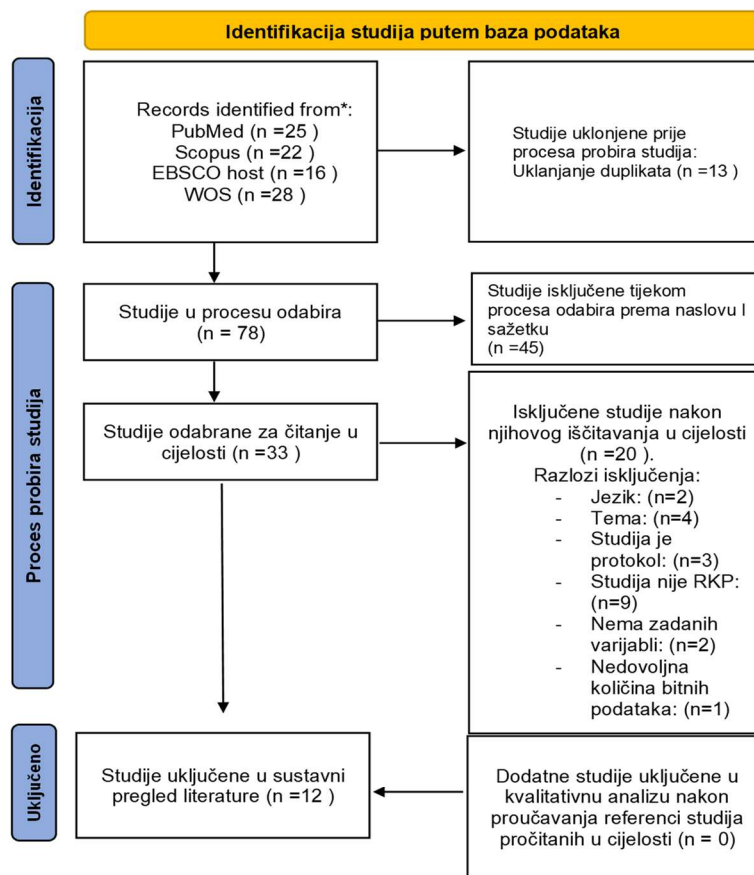 Identifikacija studija putem baza podataka
Identifikacija
Records identified from*:
PubMed (n =25 )
Scopus (n =22 )
EBSCO host (n =16 )
WOS (n =28 )
Studije uklonjene prije
procesa probira studija:
Uklanjanje duplikata (n =13 )
Proces probira studija
Studije u procesu odabira
(n = 78)
Studije isključene tijekom
procesa odabira prema naslovu I
sažetku
(n =45)
Studije odabrane za čitanje u
cijelosti (n =33 )
Isključene studije nakon
njihovog iščitavanja u cijelosti
(n =20 ).
Razlozi isključenja:
- Jezik: (n=2)
- Tema: (n=4)
- Studija je
protokol: (n=3)
- Studija nije RKP:
(n=9)
- Nema zadanih
varijabli: (n=2)
- Nedovoljna
količina bitnih
podataka: (n=1)
Uključeno
Studije uključene u sustavni
pregled literature (n =12 )
Dodatne studije uključene u
kvalitativnu analizu nakon
proučavanja referenci studija
pročitanih u cijelosti (n = 0)